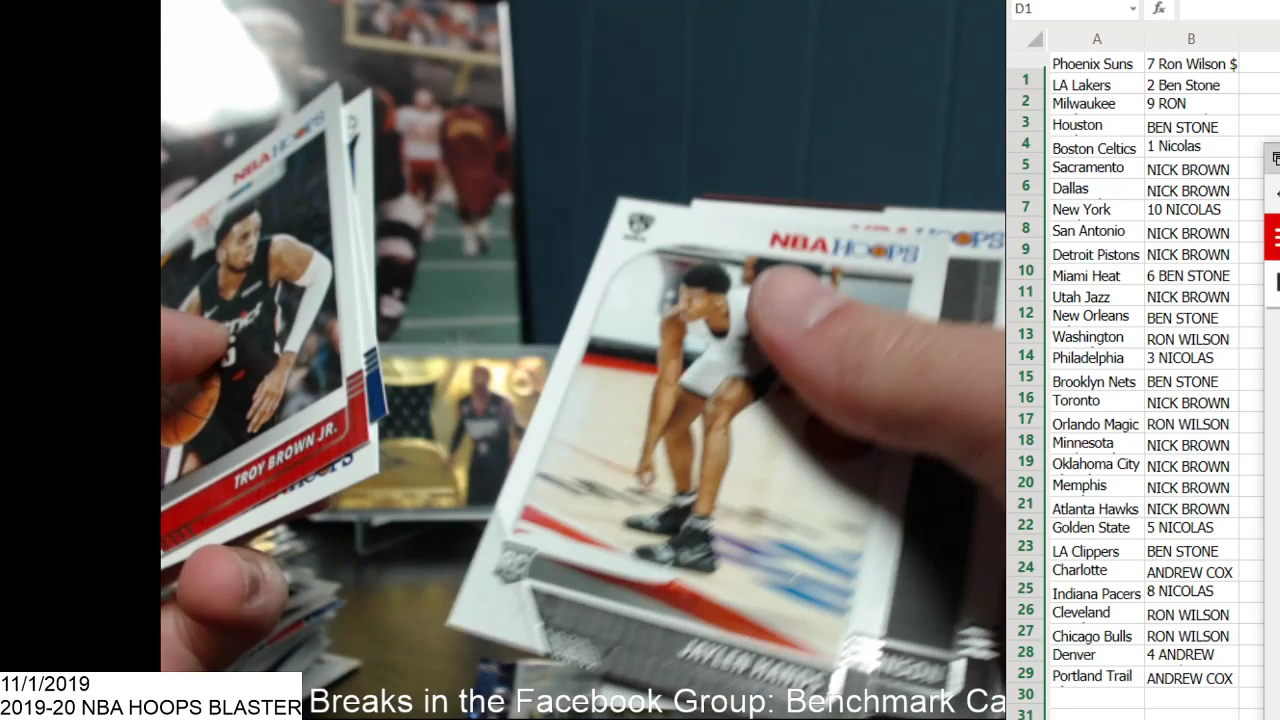 D1
fx
A B
Phoenix Suns 7 Ron Wilson $
1 LA Lakers 2 Ben Stone
2 Milwaukee 9 RON
3 Houston BEN STONE
4 Boston Celtics 1 Nicolas
5 Sacramento NICK BROWN
6 Dallas NICK BROWN
7 New York 10 NICOLAS
8 San Antonio NICK BROWN
9 Detroit Pistons NICK BROWN
10 Miami Heat 6 BEN STONE
11 Utah Jazz NICK BROWN
12 New Orleans BEN STONE
13 Washington RON WILSON
14 Philadelphia 3 NICOLAS
15 Brooklyn Nets BEN STONE
16 Toronto NICK BROWN
17 Orlando Magic RON WILSON
18 Minnesota NICK BROWN
19 Oklahoma City NICK BROWN
20 Memphis NICK BROWN
21 Atlanta Hawks NICK BROWN
22 Golden State 5 NICOLAS
23 LA Clippers BEN STONE
24 Charlotte ANDREW COX
25 Indiana Pacers 8 NICOLAS
26 Cleveland RON WILSON
27 Chicago Bulls RON WILSON
28 Denver 4 ANDREW
29 Portland Trail ANDREW COX
30
31
NBA HOOPS
TROY BROWN JR.
HOOPS
NBA HOOPS
RC
JAYLEN
11/1/2019
2019-20 NBA HOOPS BLASTER
Breaks in the Facebook Group: Benchmark Ca